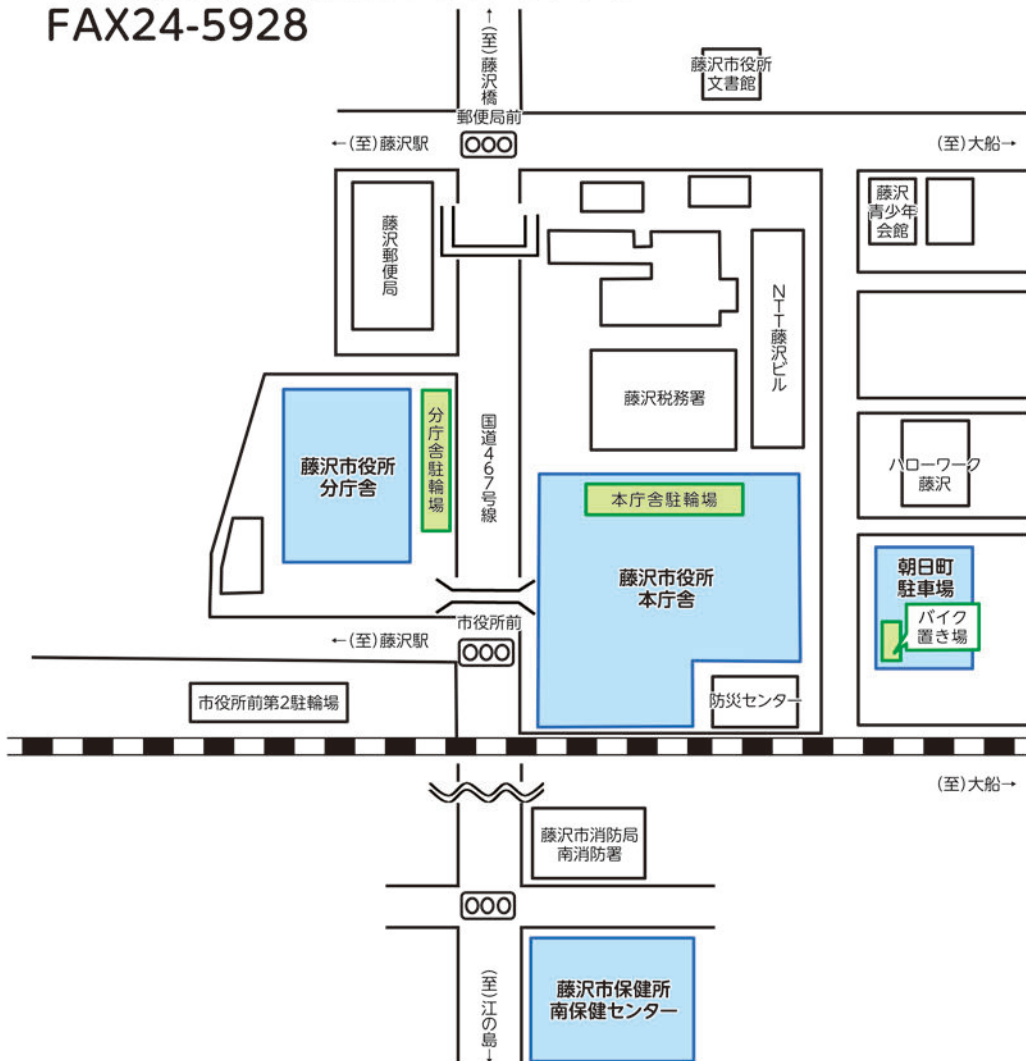 FAX24-5928
↑(至)藤沢橋
藤沢市役所
文書館
郵便局前
←(至)藤沢駅
(至)大船→
藤沢
青少年
会館
藤沢郵便局
NTT藤沢ビル
藤沢税務署
分庁舎駐輪場
国道467号線
藤沢市役所
分庁舎
ハローワーク
藤沢
本庁舎駐輪場
藤沢市役所
本庁舎
朝日町
駐車場
バイク
置き場
市役所前
←(至)藤沢駅
市役所前第2駐輪場
防災センター
(至)大船→
藤沢市消防局
南消防署
(至)江の島→
藤沢市保健所
南保健センター